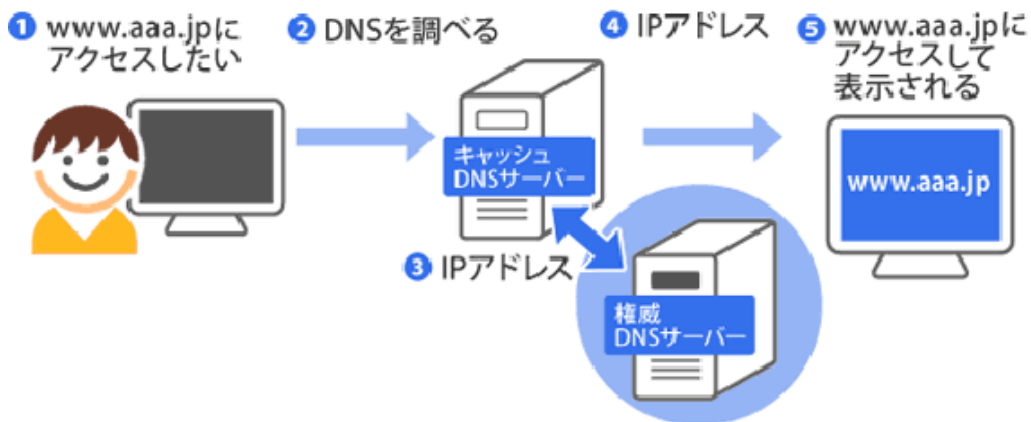 ❶ www.aaa.jpに
アクセスしたい
❷ DNSを調べる
❹ IPアドレス
❺ www.aaa.jpに
アクセスして
表示される
キャッシュ
DNSサーバー
www.aaa.jp
❸ IPアドレス
権威
DNSサーバー